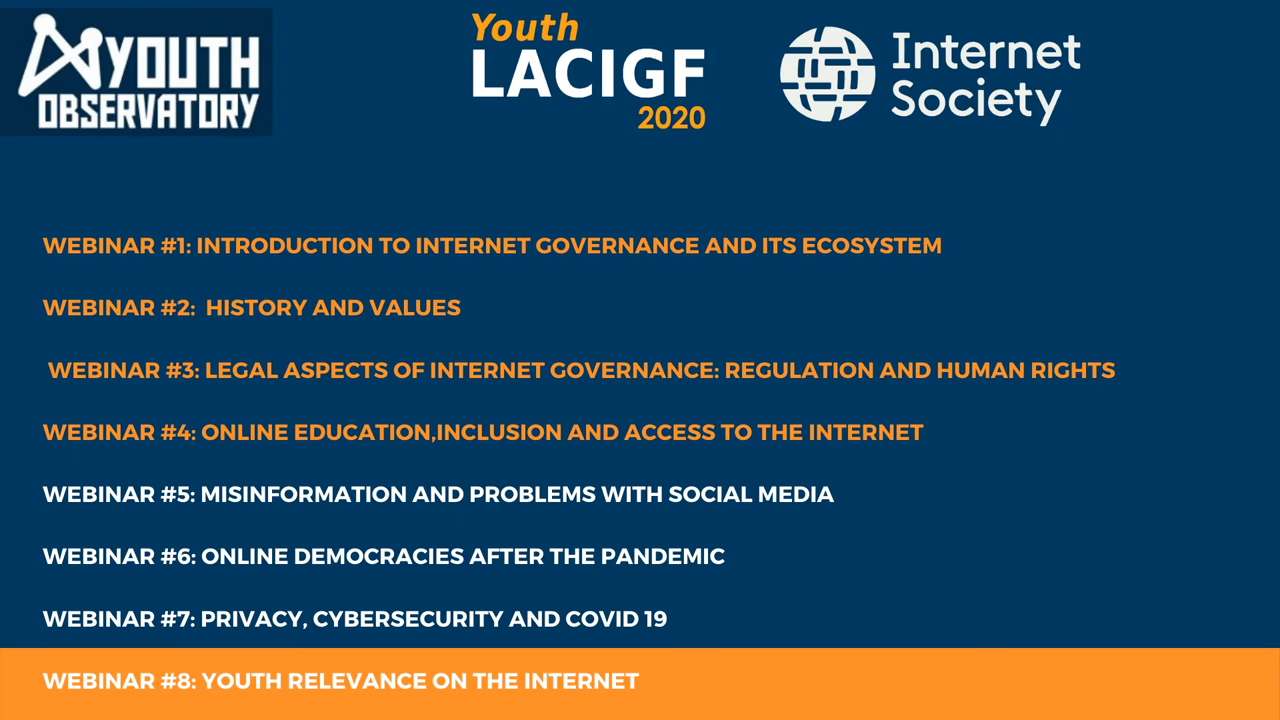 YOUTH
OBSERVATORY
Youth
LACIGF
2020
Internet
Society
WEBINAR #1: INTRODUCTION TO INTERNET GOVERNANCE AND ITS ECOSYSTEM
WEBINAR #2: HISTORY AND VALUES
WEBINAR #3: LEGAL ASPECTS OF INTERNET GOVERNANCE: REGULATION AND HUMAN RIGHTS
WEBINAR #4: ONLINE EDUCATION,INCLUSION AND ACCESS TO THE INTERNET
WEBINAR #5: MISINFORMATION AND PROBLEMS WITH SOCIAL MEDIA
WEBINAR #6: ONLINE DEMOCRACIES AFTER THE PANDEMIC
WEBINAR #7: PRIVACY, CYBERSECURITY AND COVID 19
WEBINAR #8: YOUTH RELEVANCE ON THE INTERNET